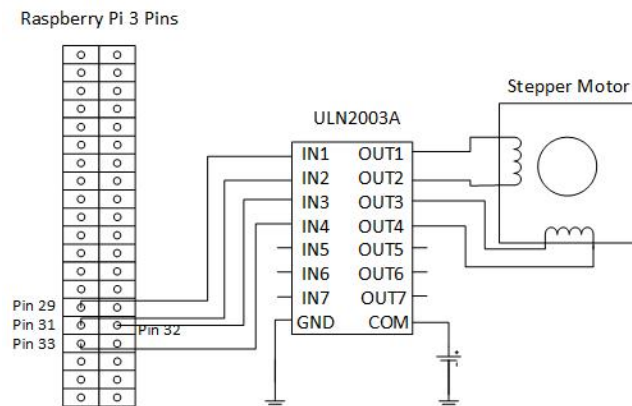 Raspberry Pi 3 Pins
Stepper Motor
ULN2003A
IN1 OUT1
IN2 OUT2
IN3 OUT3
IN4 OUT4
IN5 OUT5
IN6 OUT6
IN7 OUT7
GND COM
Pin 29
Pin 31 Pin 32
Pin 33